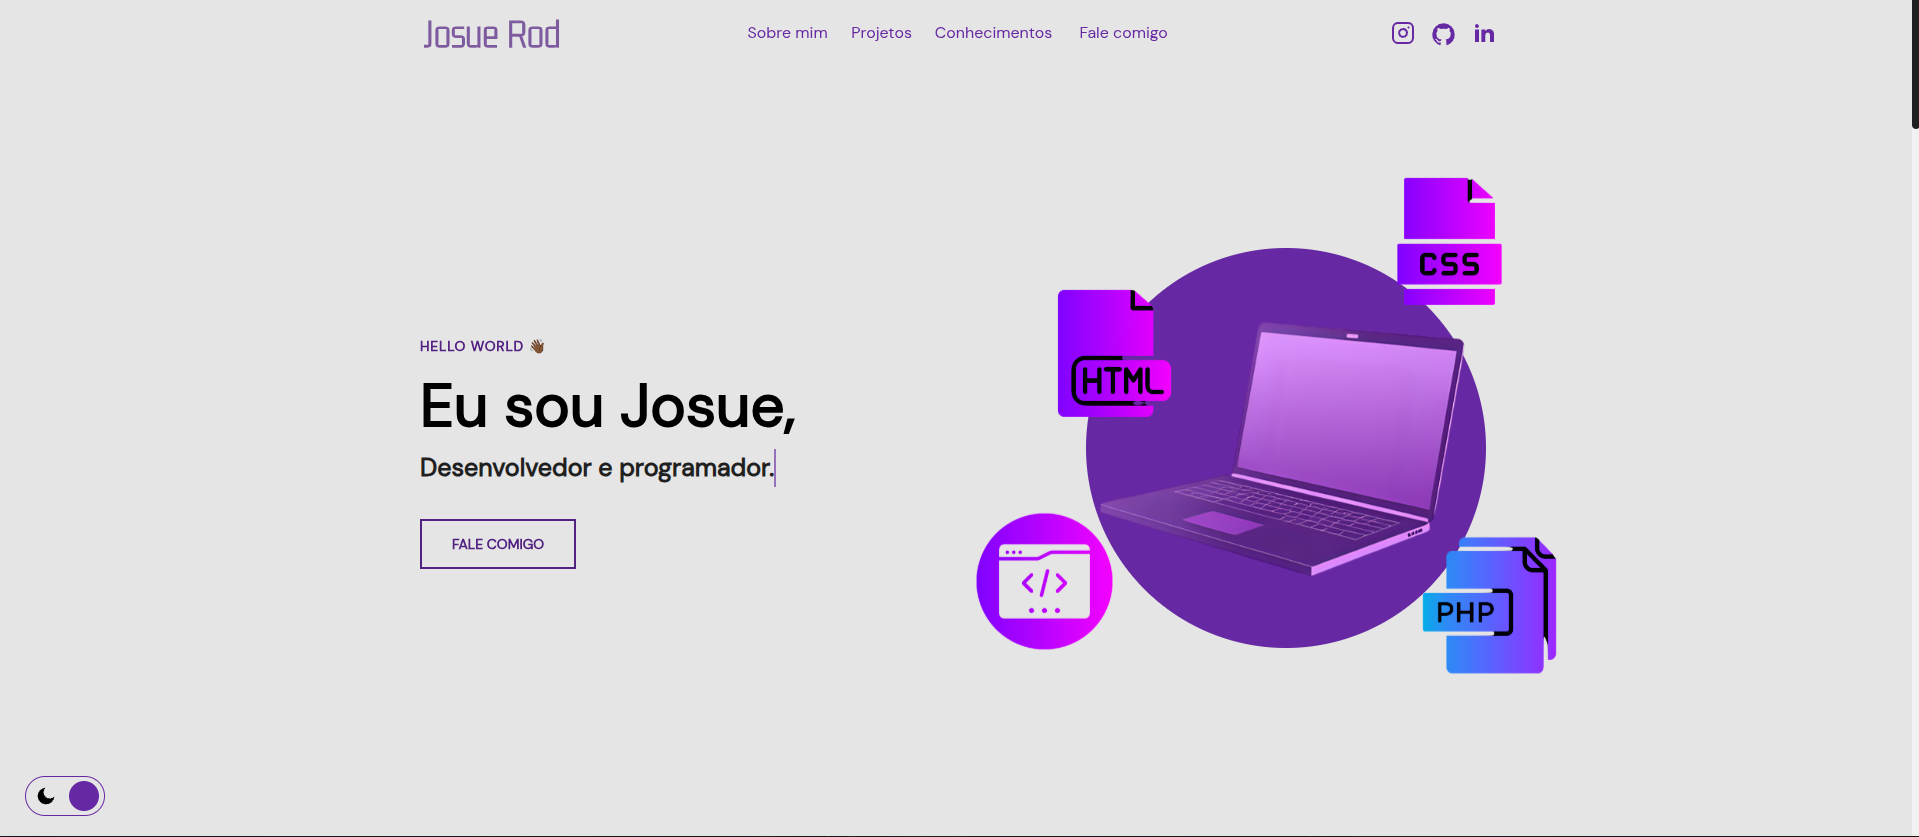 Josue Rod
Sobre mim Projetos Conhecimentos Fale comigo
HELLO WORLD 👋🏾
Eu sou Josue,
Desenvolvedor e programador.
FALE COMIGO
CSS
HTML
</>
PHP